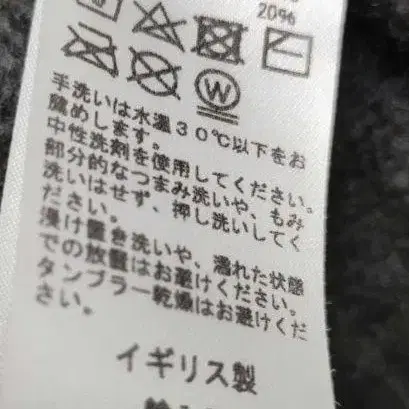 20%
W
手洗いは水温30℃以下をお
薦めします。
中性洗剤を使用してください。
部分的なつまみ洗いや、もみ
洗いはせず、押し洗いしてく
ださい。
浸け置き洗いや、濡れた状態
での放置はお避けください。
タンブラー乾燥はお避けくだ
さい。
イギリス製